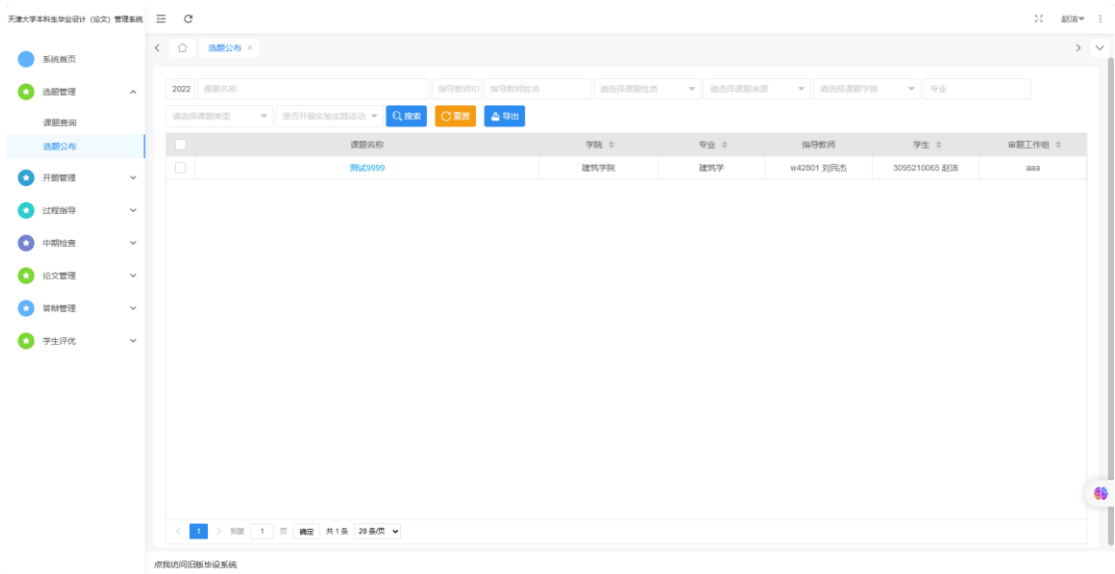 天津大学本科生毕业设计（论文）管理系统
赵洁
系统首页
选题公布 ×
选题管理
2022 课题名称 指导教师ID 指导教师姓名 请选择课题性质 请选择课题来源 请选择课题学院 专业
课题查询
请选择课题类型 是否开展实验实践活动 搜索 重置 导出
选题公布
课题名称 学院 专业 指导教师 学生 审题工作组
测试9999 建筑学院 建筑学 w42801 刘同杰 3095210065 赵洁 aaa
开题管理
过程指导
中期检查
论文管理
答辩管理
学生评优
1 到第 1 页 确定 共 1 条 20 条/页
点我访问旧版毕设系统